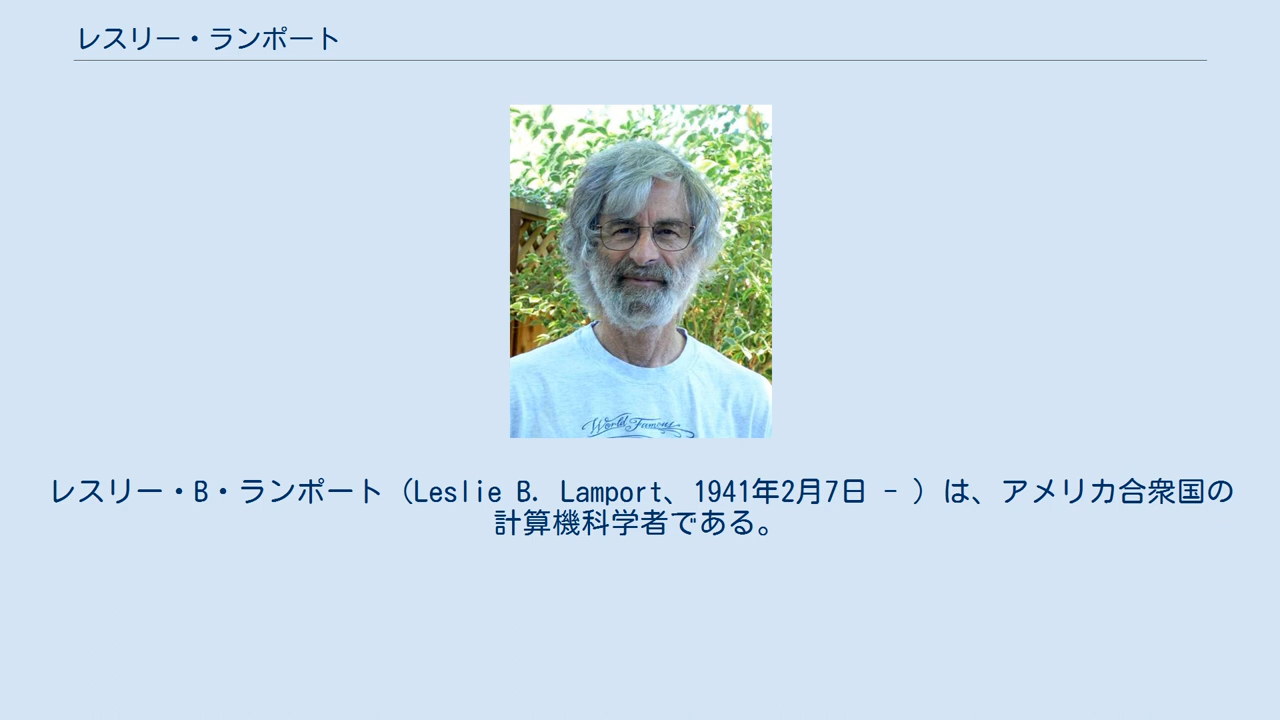 レスリー・ランポート
World Famous
レスリー・B・ランポート（Leslie B. Lamport、1941年2月7日 - ）は、アメリカ合衆国の
計算機科学者である。